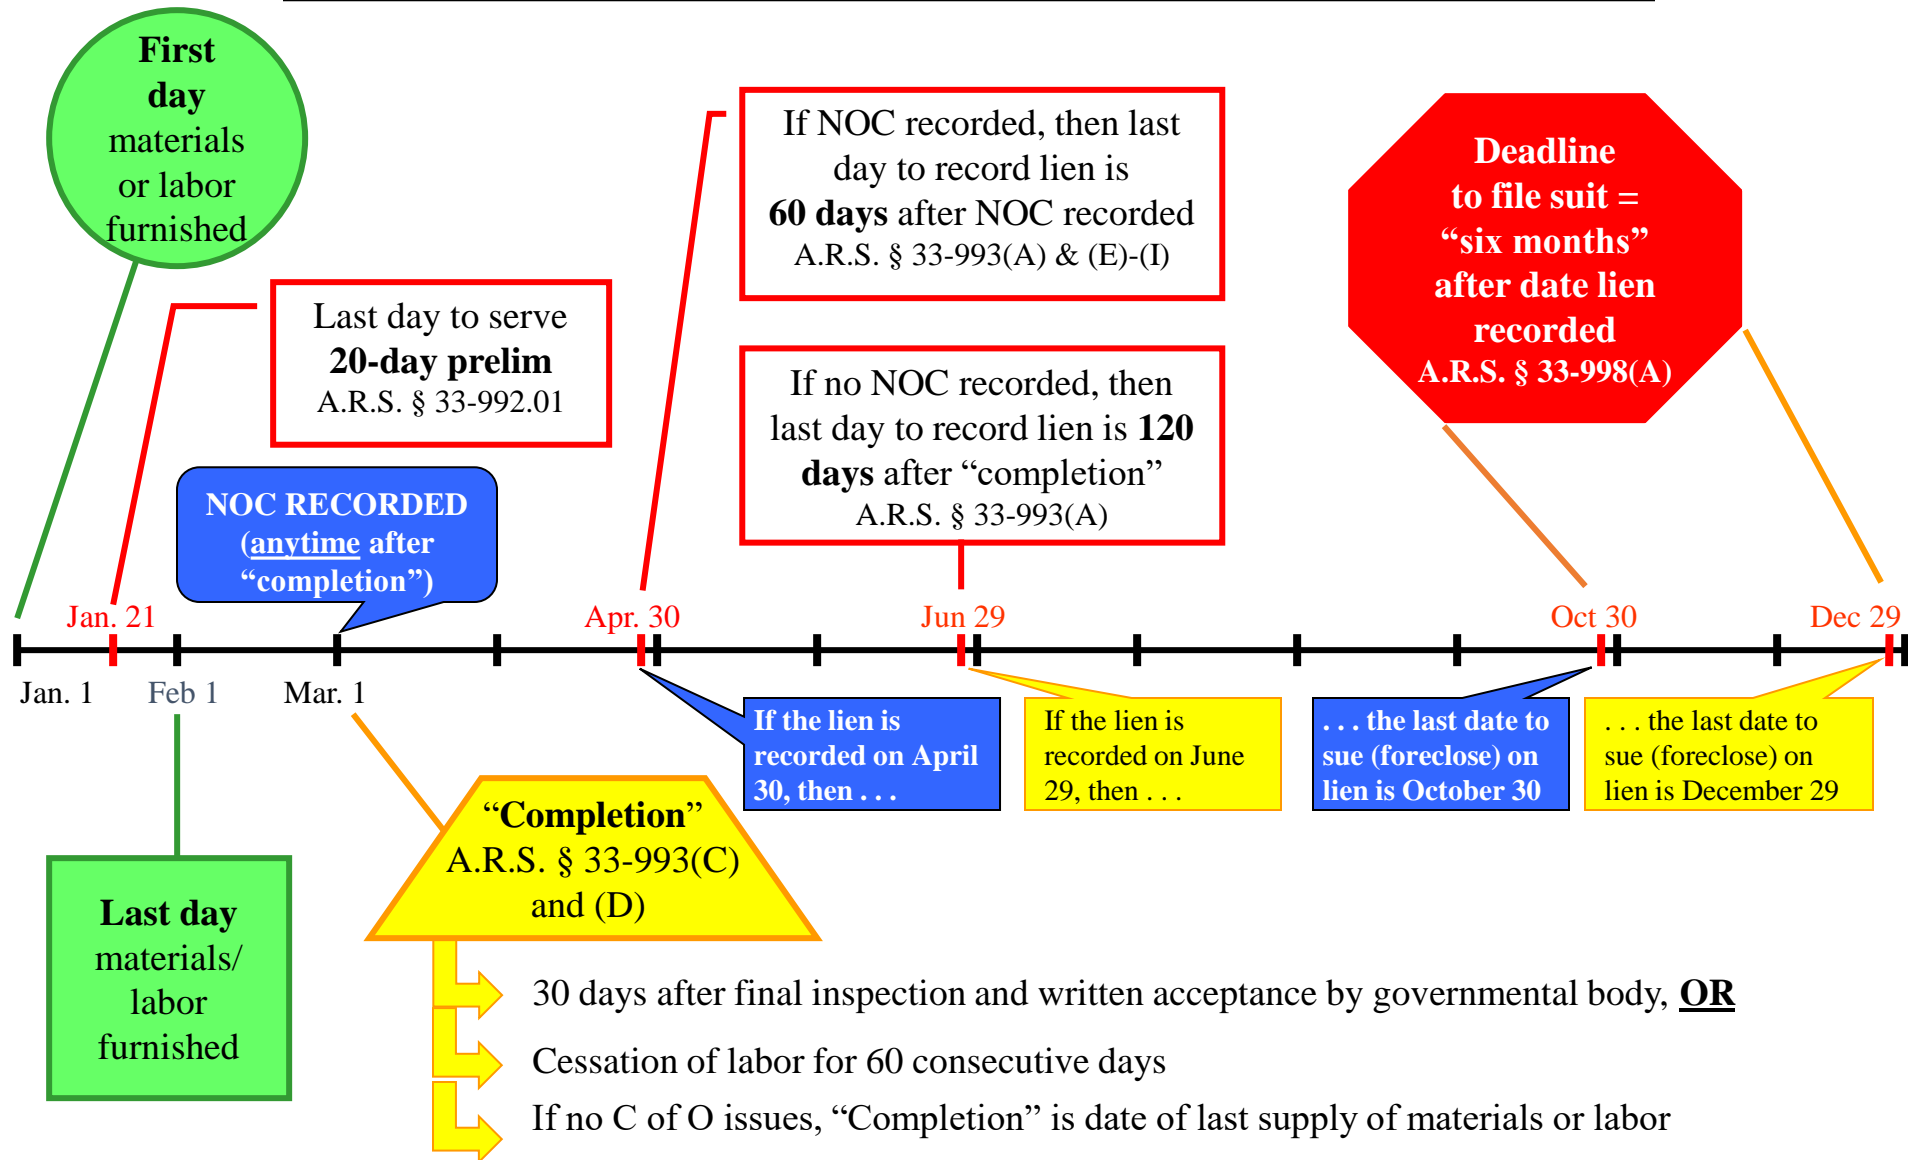 First
day
materials
or labor
furnished
Last day to serve
20-day prelim
A.R.S. § 33-992.01
If NOC recorded, then last
day to record lien is
60 days after NOC recorded
A.R.S. § 33-993(A) & (E)-(I)
If no NOC recorded, then
last day to record lien is 120
days after “completion”
A.R.S. § 33-993(A)
Deadline
to file suit =
“six months”
after date lien
recorded
A.R.S. § 33-998(A)
NOC RECORDED
(anytime after
“completion”)
Jan. 21
Apr. 30
Jun 29
Oct 30
Dec 29
Jan. 1
Feb 1
Mar. 1
If the lien is
recorded on April
30, then . . .
If the lien is
recorded on June
29, then . . .
. . . the last date to
sue (foreclose) on
lien is October 30
. . . the last date to
sue (foreclose) on
lien is December 29
“Completion”
A.R.S. § 33-993(C)
and (D)
Last day
materials/
labor
furnished
30 days after final inspection and written acceptance by governmental body, OR
Cessation of labor for 60 consecutive days
If no C of O issues, “Completion” is date of last supply of materials or labor